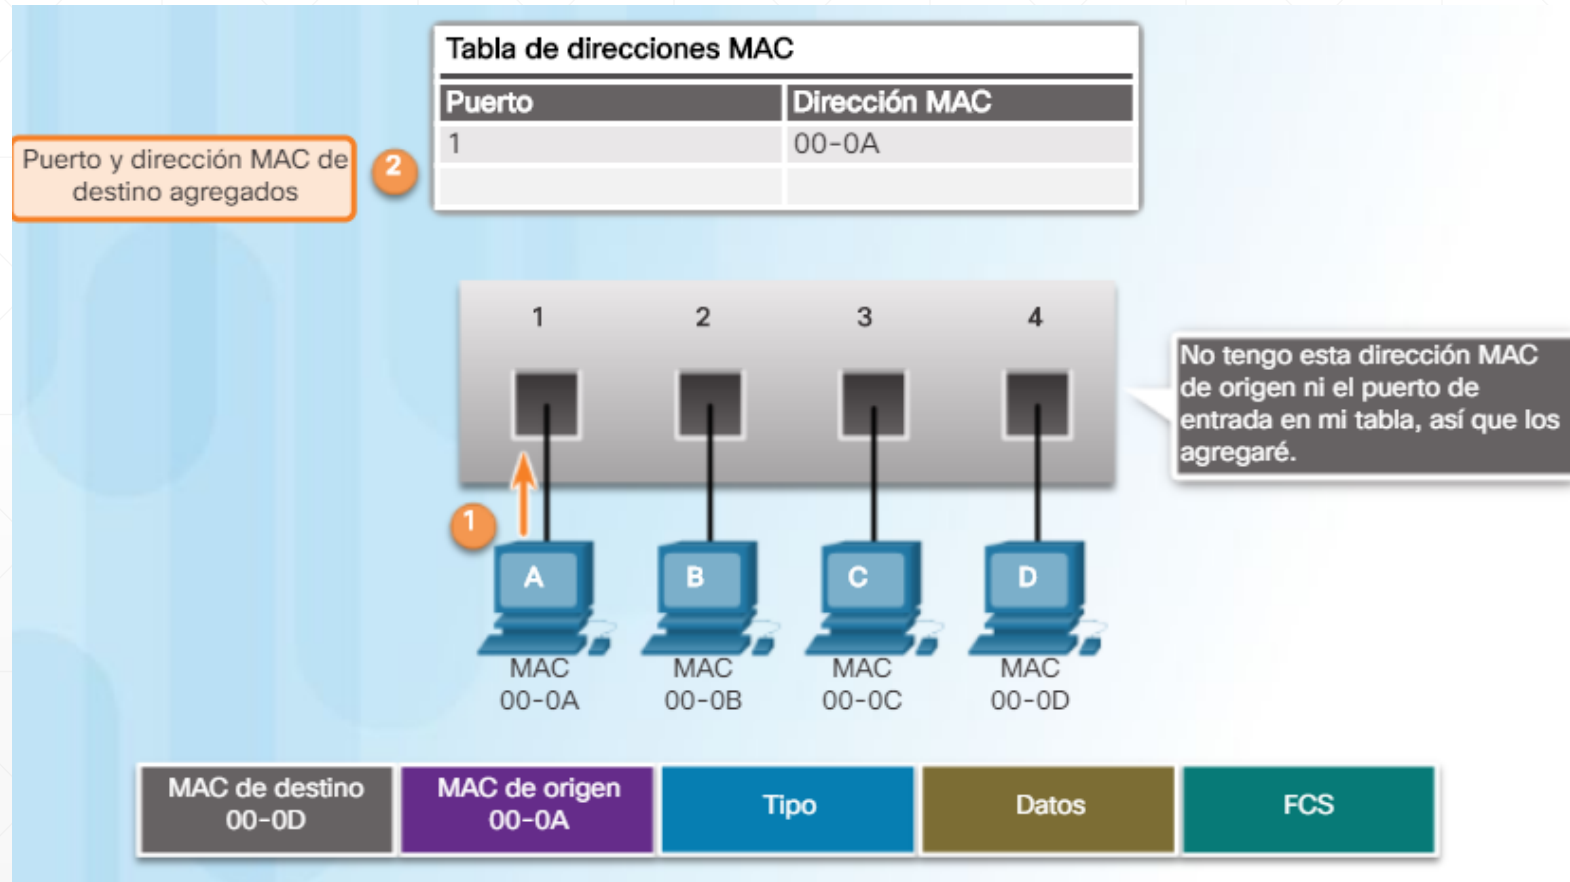 Tabla de direcciones MAC
Puerto Dirección MAC
1 00-0A
Puerto y dirección MAC de
destino agregados
2
1 2 3 4
No tengo esta dirección MAC
de origen ni el puerto de
entrada en mi tabla, así que los
agregaré.
1
A B C D
MAC MAC MAC MAC
00-0A 00-0B 00-0C 00-0D
MAC de destino
00-0D
MAC de origen
00-0A
Tipo
Datos
FCS